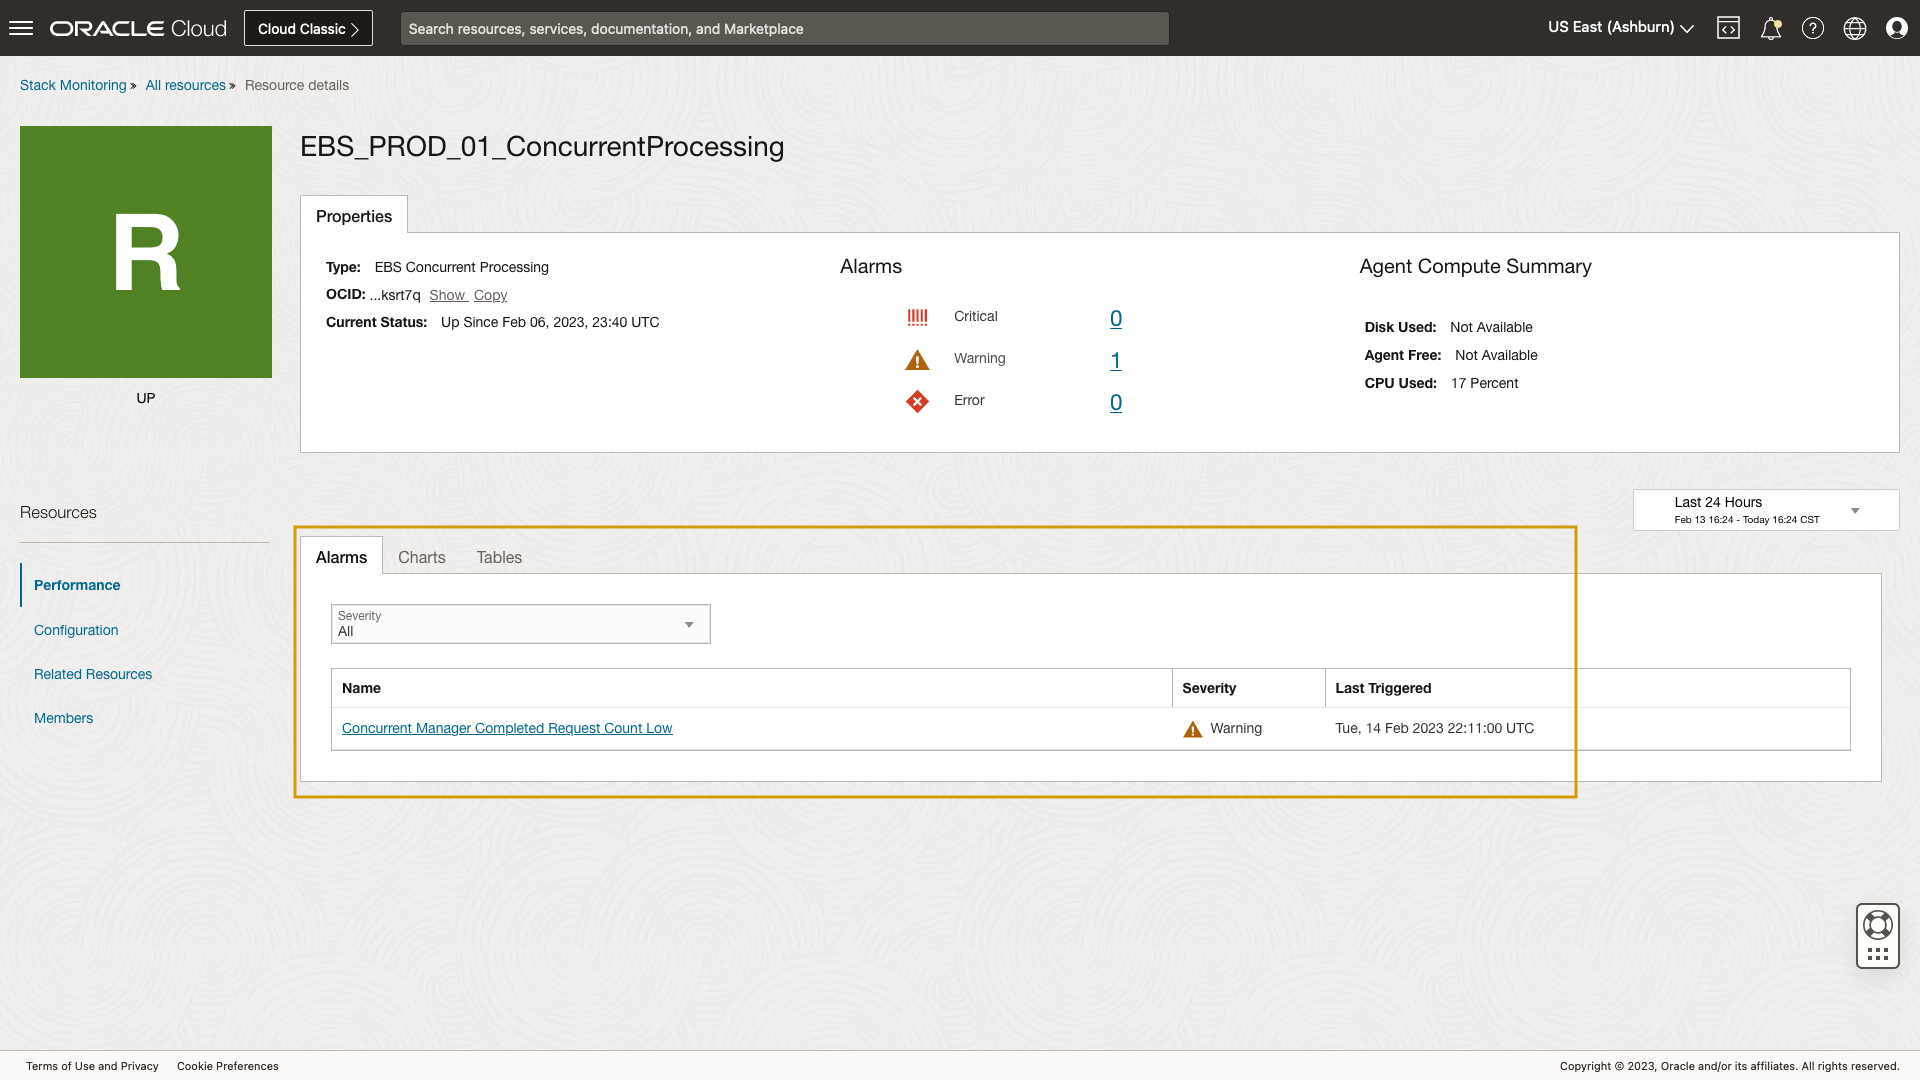 ORACLE Cloud
Cloud Classic
Search resources, services, documentation, and Marketplace
US East (Ashburn)
Stack Monitoring » All resources » Resource details
R
UP
EBS_PROD_01_ConcurrentProcessing
Properties
Type: EBS Concurrent Processing
OCID: ...ksrt7q Show Copy
Current Status: Up Since Feb 06, 2023, 23:40 UTC
Alarms
Critical 0
Warning 1
Error 0
Agent Compute Summary
Disk Used: Not Available
Agent Free: Not Available
CPU Used: 17 Percent
Resources
Performance
Configuration
Related Resources
Members
Last 24 Hours
Feb 13 16:24 - Today 16:24 CST
Alarms Charts Tables
Severity
All
Name Severity Last Triggered
Concurrent Manager Completed Request Count Low Warning Tue, 14 Feb 2023 22:11:00 UTC
Terms of Use and Privacy Cookie Preferences
Copyright © 2023, Oracle and/or its affiliates. All rights reserved.